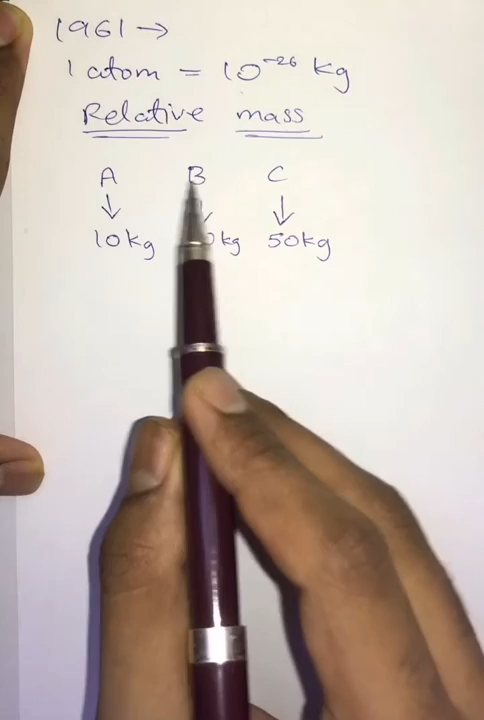 1961 →
1 atom = 10⁻²⁶ kg
Relative mass
A B C
↓ ↓ ↓
10kg 50kg